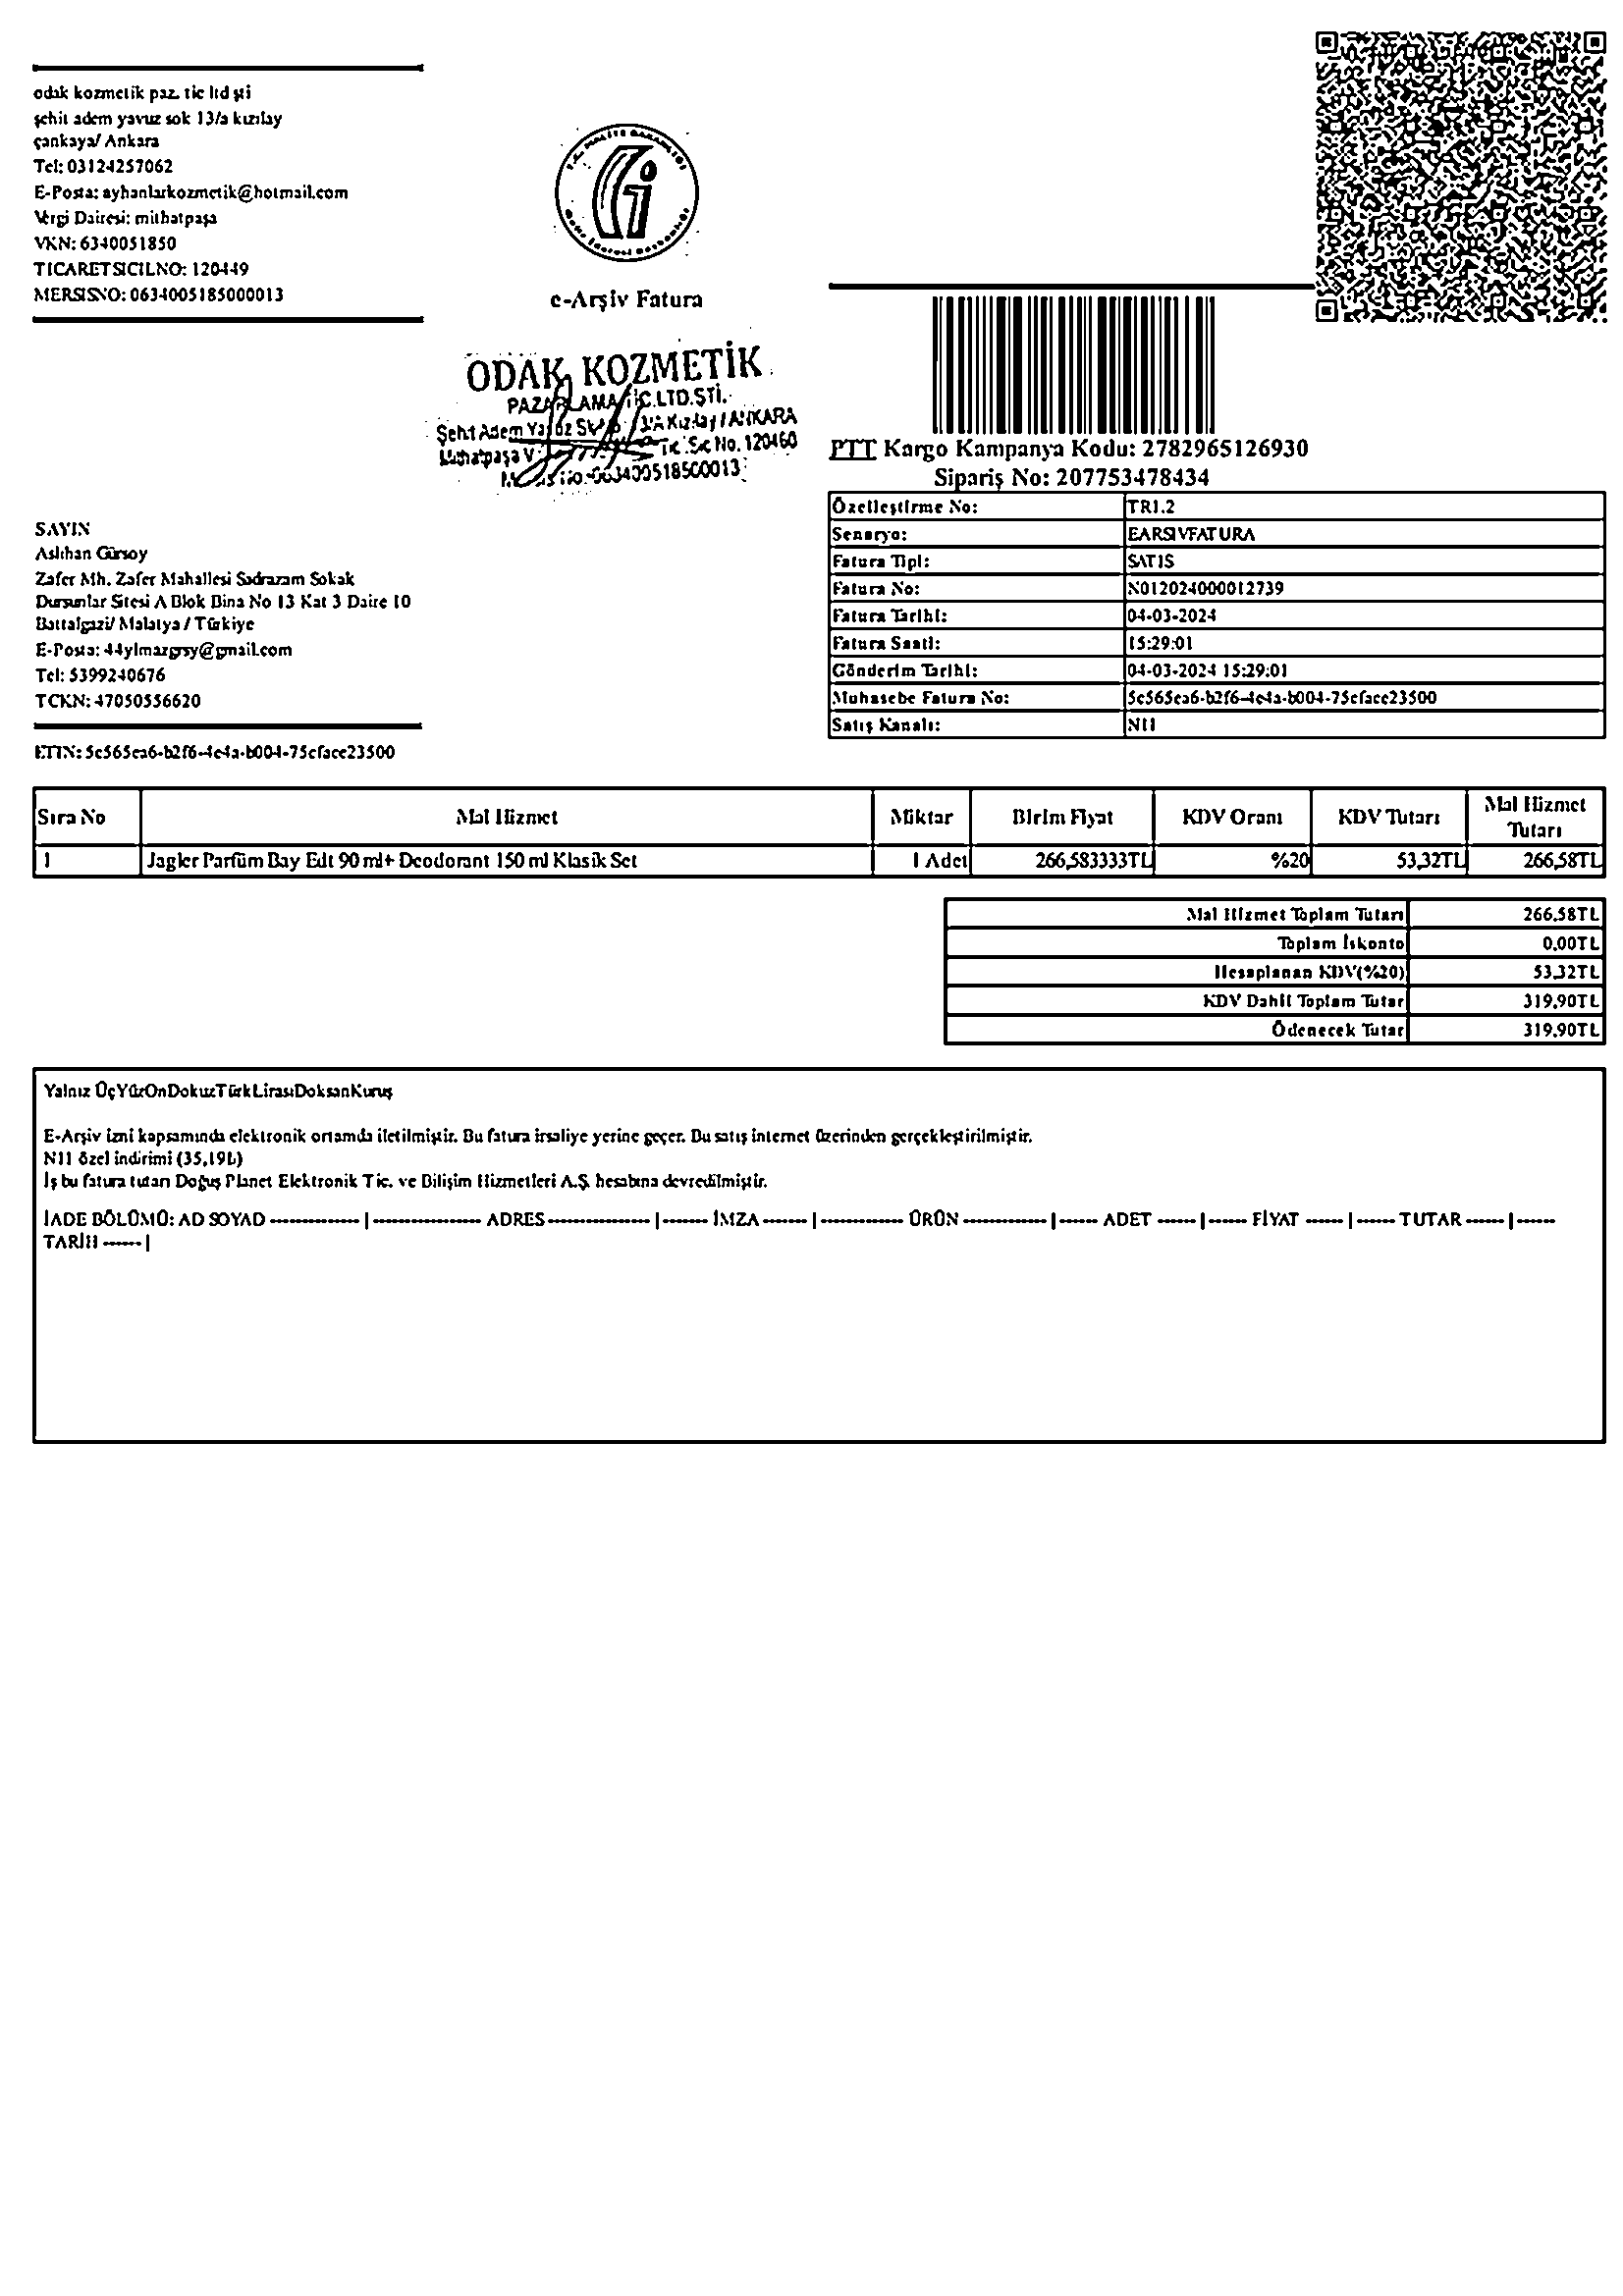 odak kozmetik paz. tic ltd şti
şehit adem yavuz sok 13/a kızılay
çankaya/ Ankara
Tel: 03124257062
E-Posta: ayhanlarkozmetik@hotmail.com
Vergi Dairesi: mithatpaşa
VKN: 6340051850
TICARETSICILNO: 120449
MERSISNO: 0634005185000013
e-Arşiv Fatura
ODAK KOZMETİK
PAZARLAMA TİC.LTD.ŞTİ.
Şehit Adem Kızılay / ANKARA
Mithatpaşa V. Tic. Sic No. 120460
No: 0634005185000013
PTT Kargo Kampanya Kodu: 2782965126930
Sipariş No: 207753478434
SAYIN
Aslıhan Gürsoy
Zafer Mh. Zafer Mahallesi Sadrazam Sokak
Dursunlar Sitesi A Blok Bina No 13 Kat 3 Daire 10
Battalgazi/ Malatya / Türkiye
E-Posta: 44ylmazgrsy@gmail.com
Tel: 5399240676
TCKN: 47050556620
ETTN: 5c565ea6-b2f6-4e4a-b004-75cface23500
Özelleştirme No: TR1.2
Senaryo: EARSIVFATURA
Fatura Tipi: SATIS
Fatura No: N012024000012739
Fatura Tarihi: 04-03-2024
Fatura Saati: 15:29:01
Gönderim Tarihi: 04-03-2024 15:29:01
Muhasebe Fatura No: 5c565ea6-b2f6-4e4a-b004-75cface23500
Satış Kanalı: N11
Sıra No Mal Hizmet Miktar Birim Fiyat KDV Oranı KDV Tutarı Mal Hizmet Tutarı
1 Jagler Parfüm Bay Edt 90 ml+ Deodorant 150 ml Klasik Set 1 Adet 266,583333TL %20 53,32TL 266,58TL
Mal Hizmet Toplam Tutarı 266,58TL
Toplam İskonto 0,00TL
Hesaplanan KDV(%20) 53,32TL
KDV Dahil Toplam Tutar 319,90TL
Ödenecek Tutar 319,90TL
Yalnız ÜçYüzOnDokuzTürkLirasıDoksanKuruş
E-Arşiv izni kapsamında elektronik ortamda iletilmiştir. Bu fatura irsaliye yerine geçer. Bu satış internet üzerinden gerçekleştirilmiştir.
N11 özel indirimi (35,19₺)
İş bu fatura tutarı Doğuş Planet Elektronik Tic. ve Bilişim Hizmetleri A.Ş. hesabına devredilmiştir.
İADE BÖLÜMÜ: AD SOYAD -------------- | ----------------- ADRES ---------------- | ------- İMZA ------- | ------------- ÜRÜN ------------- | ------ ADET ------ | ------ FİYAT ------ | ------ TUTAR ------ | ------
TARİH ------ |